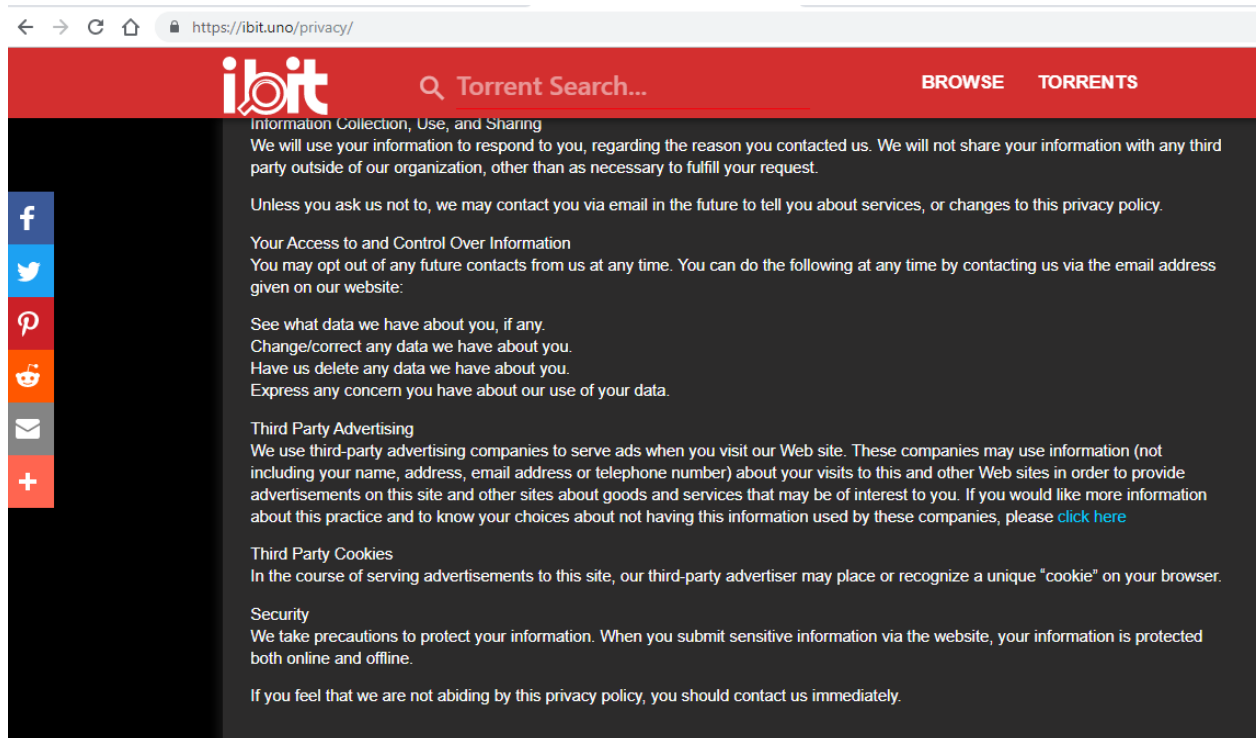 https://ibit.uno/privacy/
ibit
Torrent Search...
BROWSE
TORRENTS
Information Collection, Use, and Sharing
We will use your information to respond to you, regarding the reason you contacted us. We will not share your information with any third
party outside of our organization, other than as necessary to fulfill your request.
Unless you ask us not to, we may contact you via email in the future to tell you about services, or changes to this privacy policy.
Your Access to and Control Over Information
You may opt out of any future contacts from us at any time. You can do the following at any time by contacting us via the email address
given on our website:
See what data we have about you, if any.
Change/correct any data we have about you.
Have us delete any data we have about you.
Express any concern you have about our use of your data.
Third Party Advertising
We use third-party advertising companies to serve ads when you visit our Web site. These companies may use information (not
including your name, address, email address or telephone number) about your visits to this and other Web sites in order to provide
advertisements on this site and other sites about goods and services that may be of interest to you. If you would like more information
about this practice and to know your choices about not having this information used by these companies, please click here
Third Party Cookies
In the course of serving advertisements to this site, our third-party advertiser may place or recognize a unique “cookie” on your browser.
Security
We take precautions to protect your information. When you submit sensitive information via the website, your information is protected
both online and offline.
If you feel that we are not abiding by this privacy policy, you should contact us immediately.